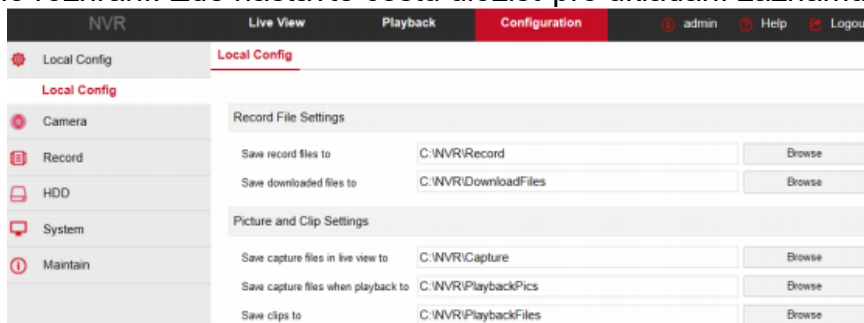 NVR Live View Playback Configuration admin Help Logou
Local Config Local Config
Local Config
Camera Record File Settings
Record Save record files to C:\NVR\Record Browse
Save downloaded files to C:\NVR\DownloadFiles Browse
HDD
System Picture and Clip Settings
Maintain Save capture files in live view to C:\NVR\Capture Browse
Save capture files when playback to C:\NVR\PlaybackPics Browse
Save clips to C:\NVR\PlaybackFiles Browse